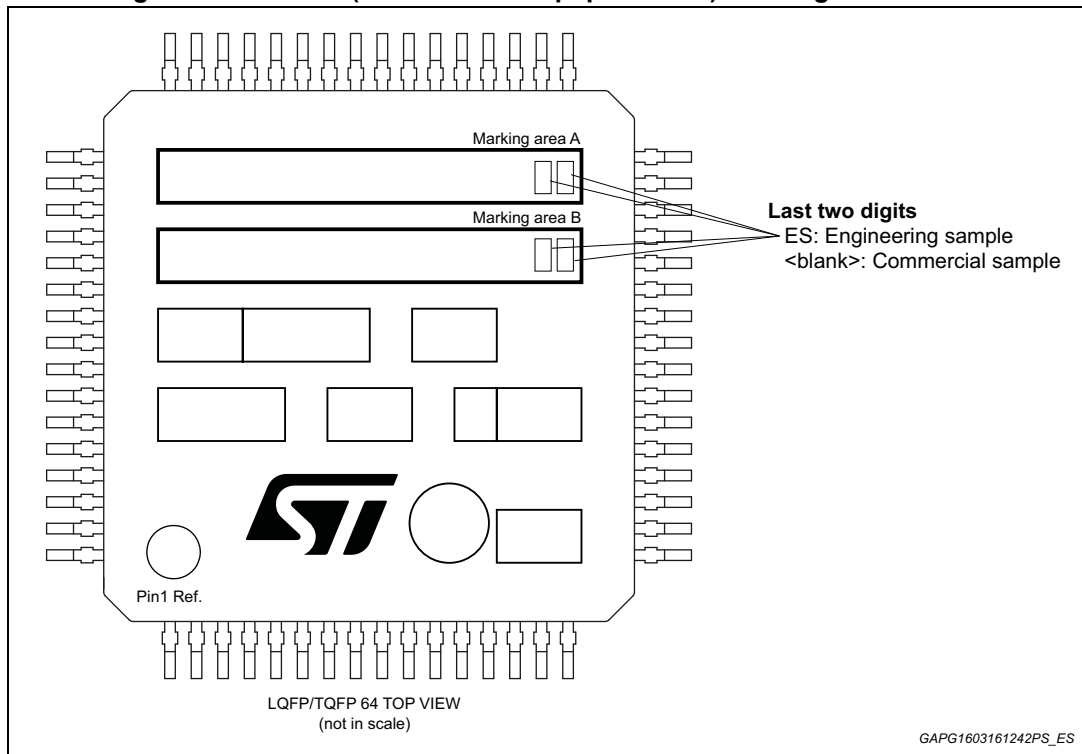 Marking area A
Marking area B
Last two digits
ES: Engineering sample
<blank>: Commercial sample
ST
Pin1 Ref.
LQFP/TQFP 64 TOP VIEW
(not in scale)
GAPG1603161242PS_ES